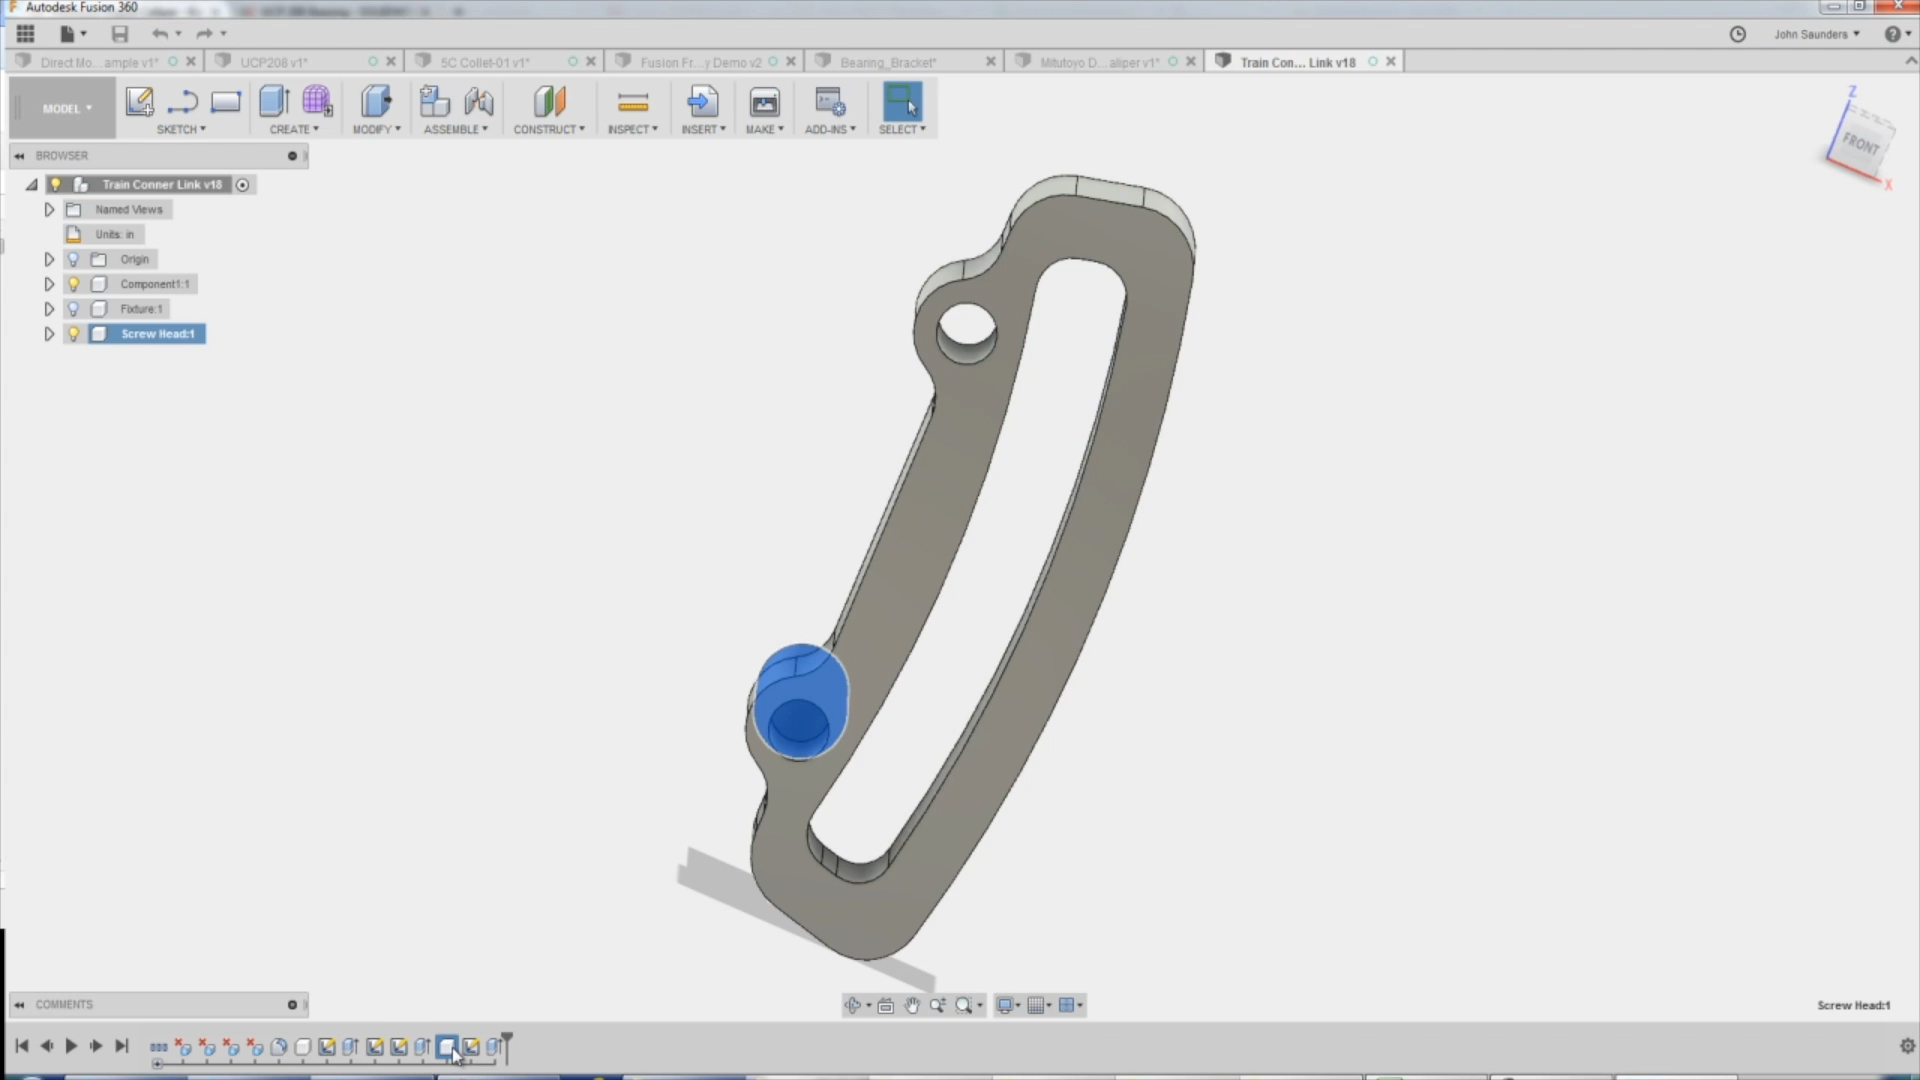 Autodesk Fusion 360
John Saunders
Direct Mo...ample v1*
UCP208 v1*
5C Collet-01 v1*
Fusion Fr...y Demo v2
Bearing_Bracket*
Mitutoyo D...aliper v1*
Train Con... Link v18
MODEL
SKETCH
CREATE
MODIFY
ASSEMBLE
CONSTRUCT
INSPECT
INSERT
MAKE
ADD-INS
SELECT
Z
FRONT
X
BROWSER
Train Conner Link v18
Named Views
Units: in
Origin
Component1:1
Fixture:1
Screw Head:1
COMMENTS
Screw Head:1